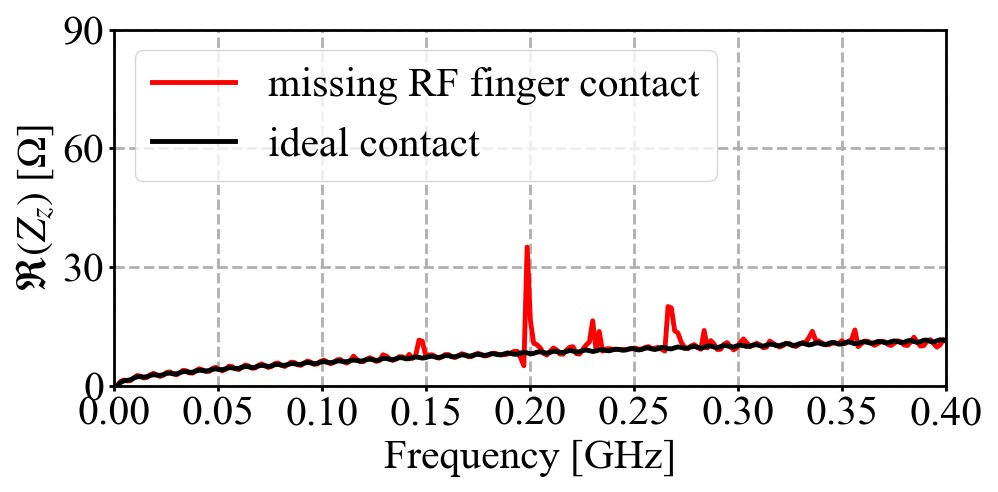 90
missing RF finger contact
ideal contact
60
30
0
ℜ(Z_z) [Ω]
0.00 0.05 0.10 0.15 0.20 0.25 0.30 0.35 0.40
Frequency [GHz]